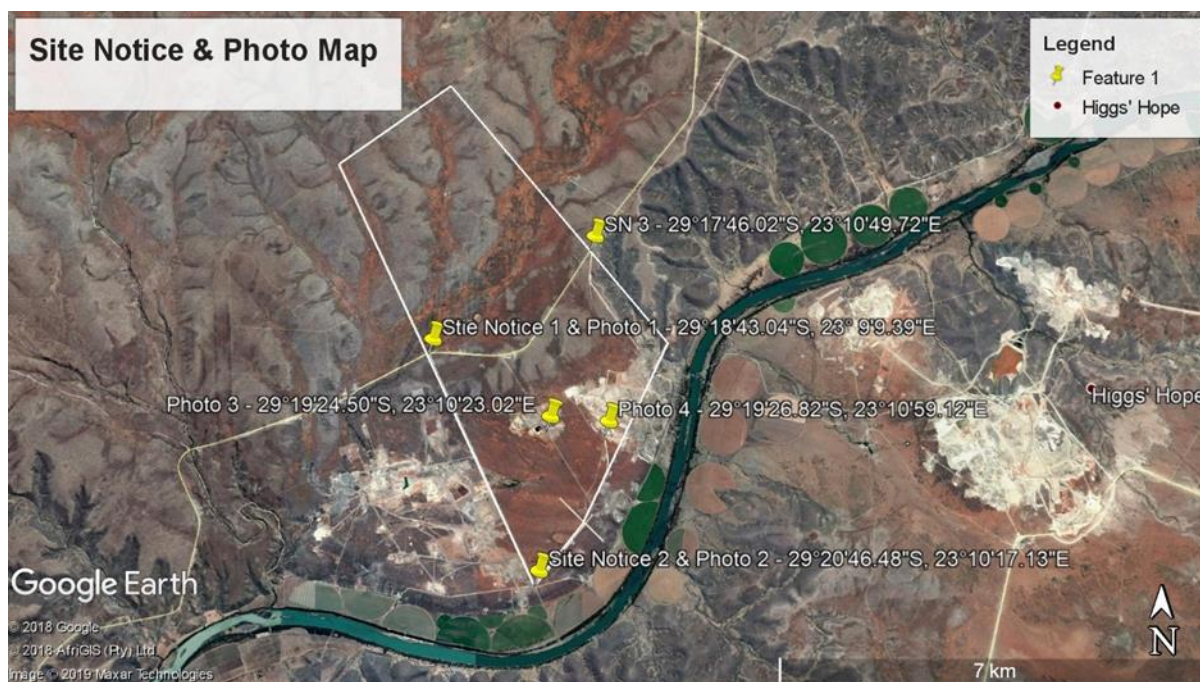 Site Notice & Photo Map
Legend
Feature 1
Higgs' Hope
SN 3 - 29°17'46.02"S, 23°10'49.72"E
Stie Notice 1 & Photo 1 - 29°18'43.04"S, 23° 9'9.39"E
Photo 3 - 29°19'24.50"S, 23°10'23.02"E
Photo 4 - 29°19'26.82"S, 23°10'59.12"E
Higgs' Hope
Site Notice 2 & Photo 2 - 29°20'46.48"S, 23°10'17.13"E
Google Earth
© 2018 Google
© 2018 AfriGIS (Pty) Ltd.
Image © 2019 Maxar Technologies
N
7 km